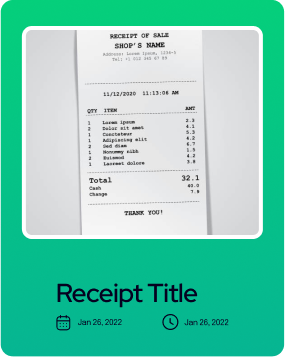 RECEIPT OF SALE
SHOP'S NAME
Address: Lorem Ipsum, 1234-5
Tel: +1 012 345 67 89
11/12/2020 11:13:06 AM
QTY ITEM AMT
1 Lorem ipsum 2.3
2 Dolor sit amet 4.1
1 Concteteur 5.3
1 Adipiscing elit 4.2
2 Sed diam 6.7
1 Nonummy nibh 1.5
2 Euismod 4.2
1 Laoreet dolore 3.8
Total 32.1
Cash 40.0
Change 7.9
THANK YOU!
Receipt Title
Jan 26, 2022 Jan 26, 2022